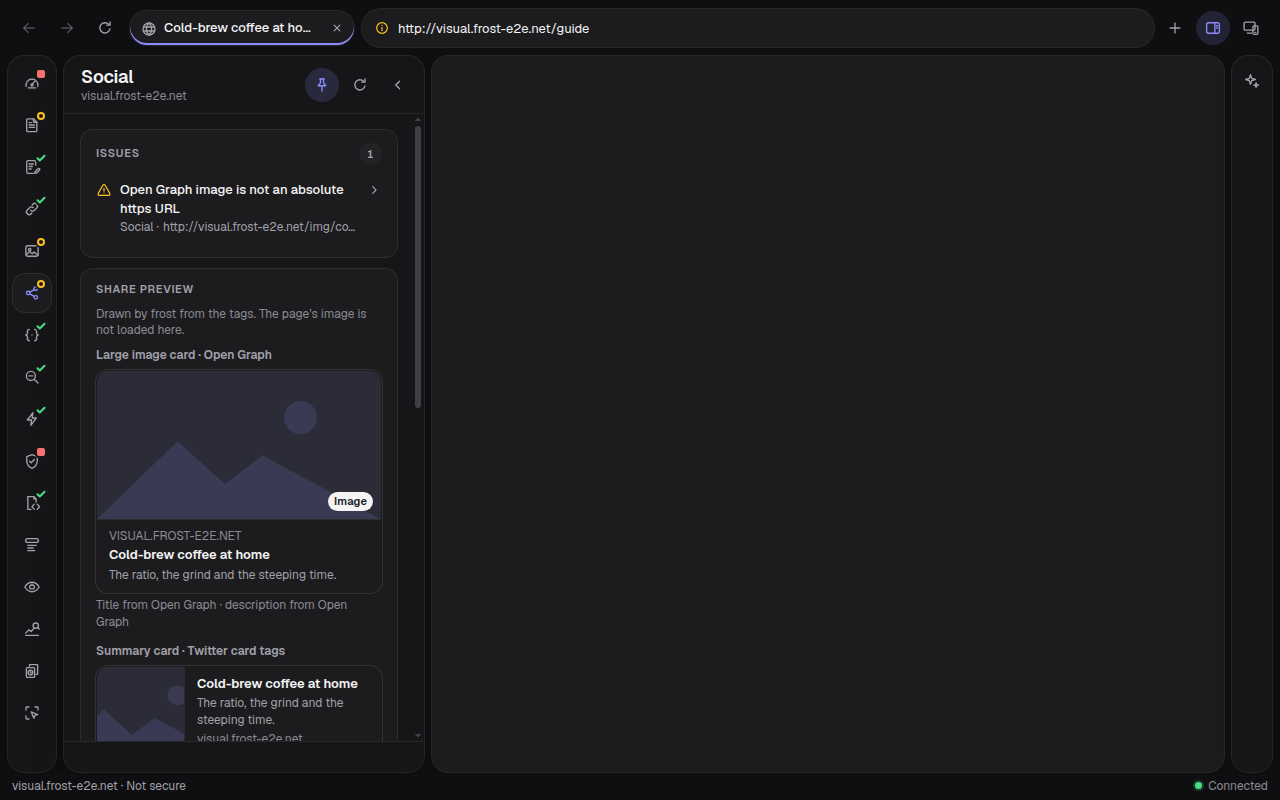 Cold-brew coffee at ho...
http://visual.frost-e2e.net/guide
Social
visual.frost-e2e.net
ISSUES
1
Open Graph image is not an absolute
https URL
Social · http://visual.frost-e2e.net/img/co...
SHARE PREVIEW
Drawn by frost from the tags. The page's image is
not loaded here.
Large image card · Open Graph
Image
VISUAL.FROST-E2E.NET
Cold-brew coffee at home
The ratio, the grind and the steeping time.
Title from Open Graph · description from Open
Graph
Summary card · Twitter card tags
Cold-brew coffee at home
The ratio, the grind and the
steeping time.
visual.frost-e2e.net
visual.frost-e2e.net · Not secure
Connected